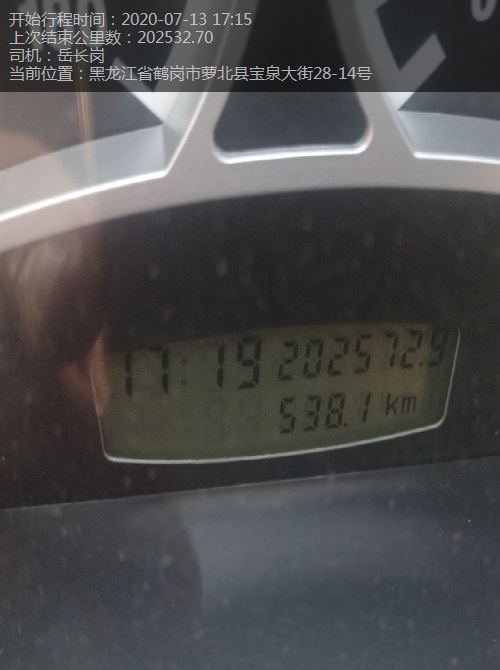 开始行程时间：2020-07-13 17:15
上次结束公里数：202532.70
司机：岳长岗
当前位置：黑龙江省鹤岗市萝北县宝泉大街28-14号
17:19 202572.9
538.1 km